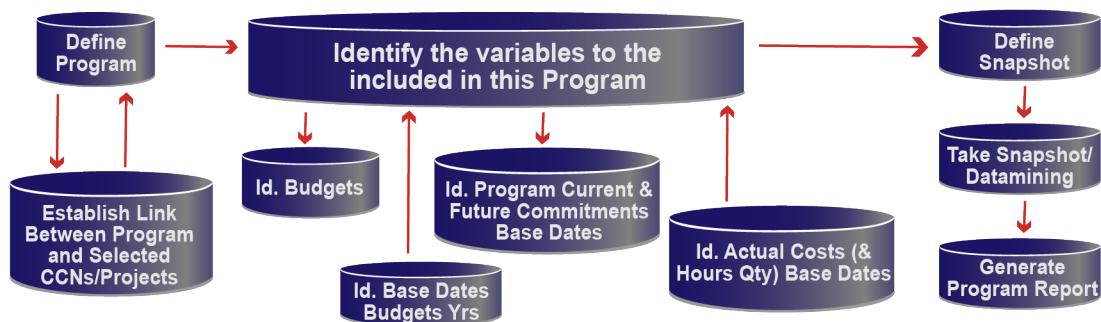 Define
Program
Identify the variables to the
included in this Program
Define
Snapshot
Establish Link
Between Program
and Selected
CCNs/Projects
Id. Budgets
Id. Base Dates
Budgets Yrs
Id. Program Current &
Future Commitments
Base Dates
Id. Actual Costs (&
Hours Qty) Base Dates
Take Snapshot/
Datamining
Generate
Program Report